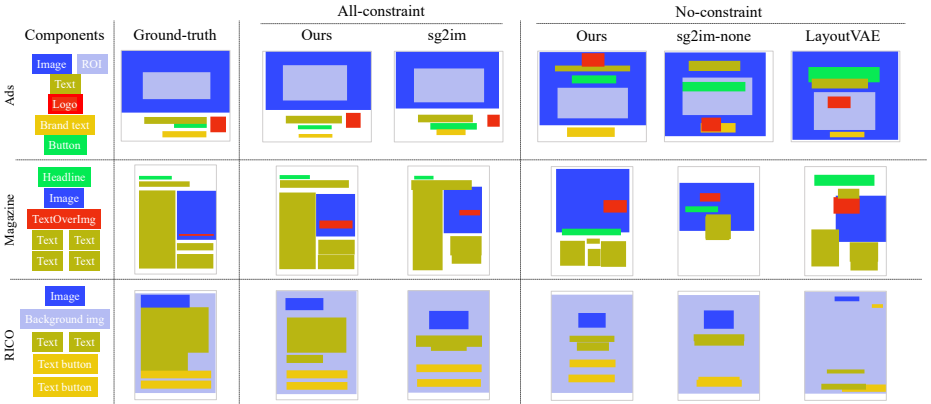 All-constraint
No-constraint
Components
Ground-truth
Ours
sg2im
Ours
sg2im-none
LayoutVAE
Ads
Image ROI
Text
Logo
Brand text
Button
Magazine
Headline
Image
TextOverImg
Text Text
Text Text
RICO
Image
Background img
Text Text
Text button
Text button